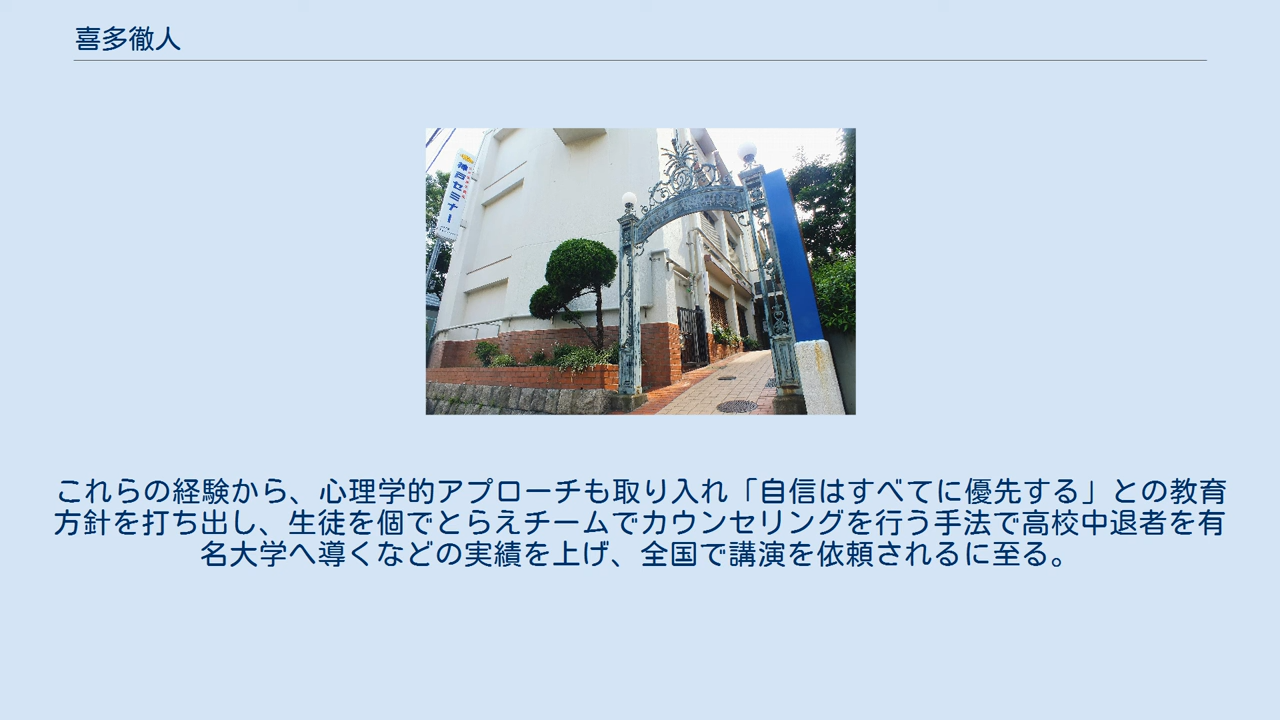 喜多徹人
神戸セミナー
これらの経験から、心理学的アプローチも取り入れ「自信はすべてに優先する」との教育
方針を打ち出し、生徒を個でとらえチームでカウンセリングを行う手法で高校中退者を有
名大学へ導くなどの実績を上げ、全国で講演を依頼されるに至る。